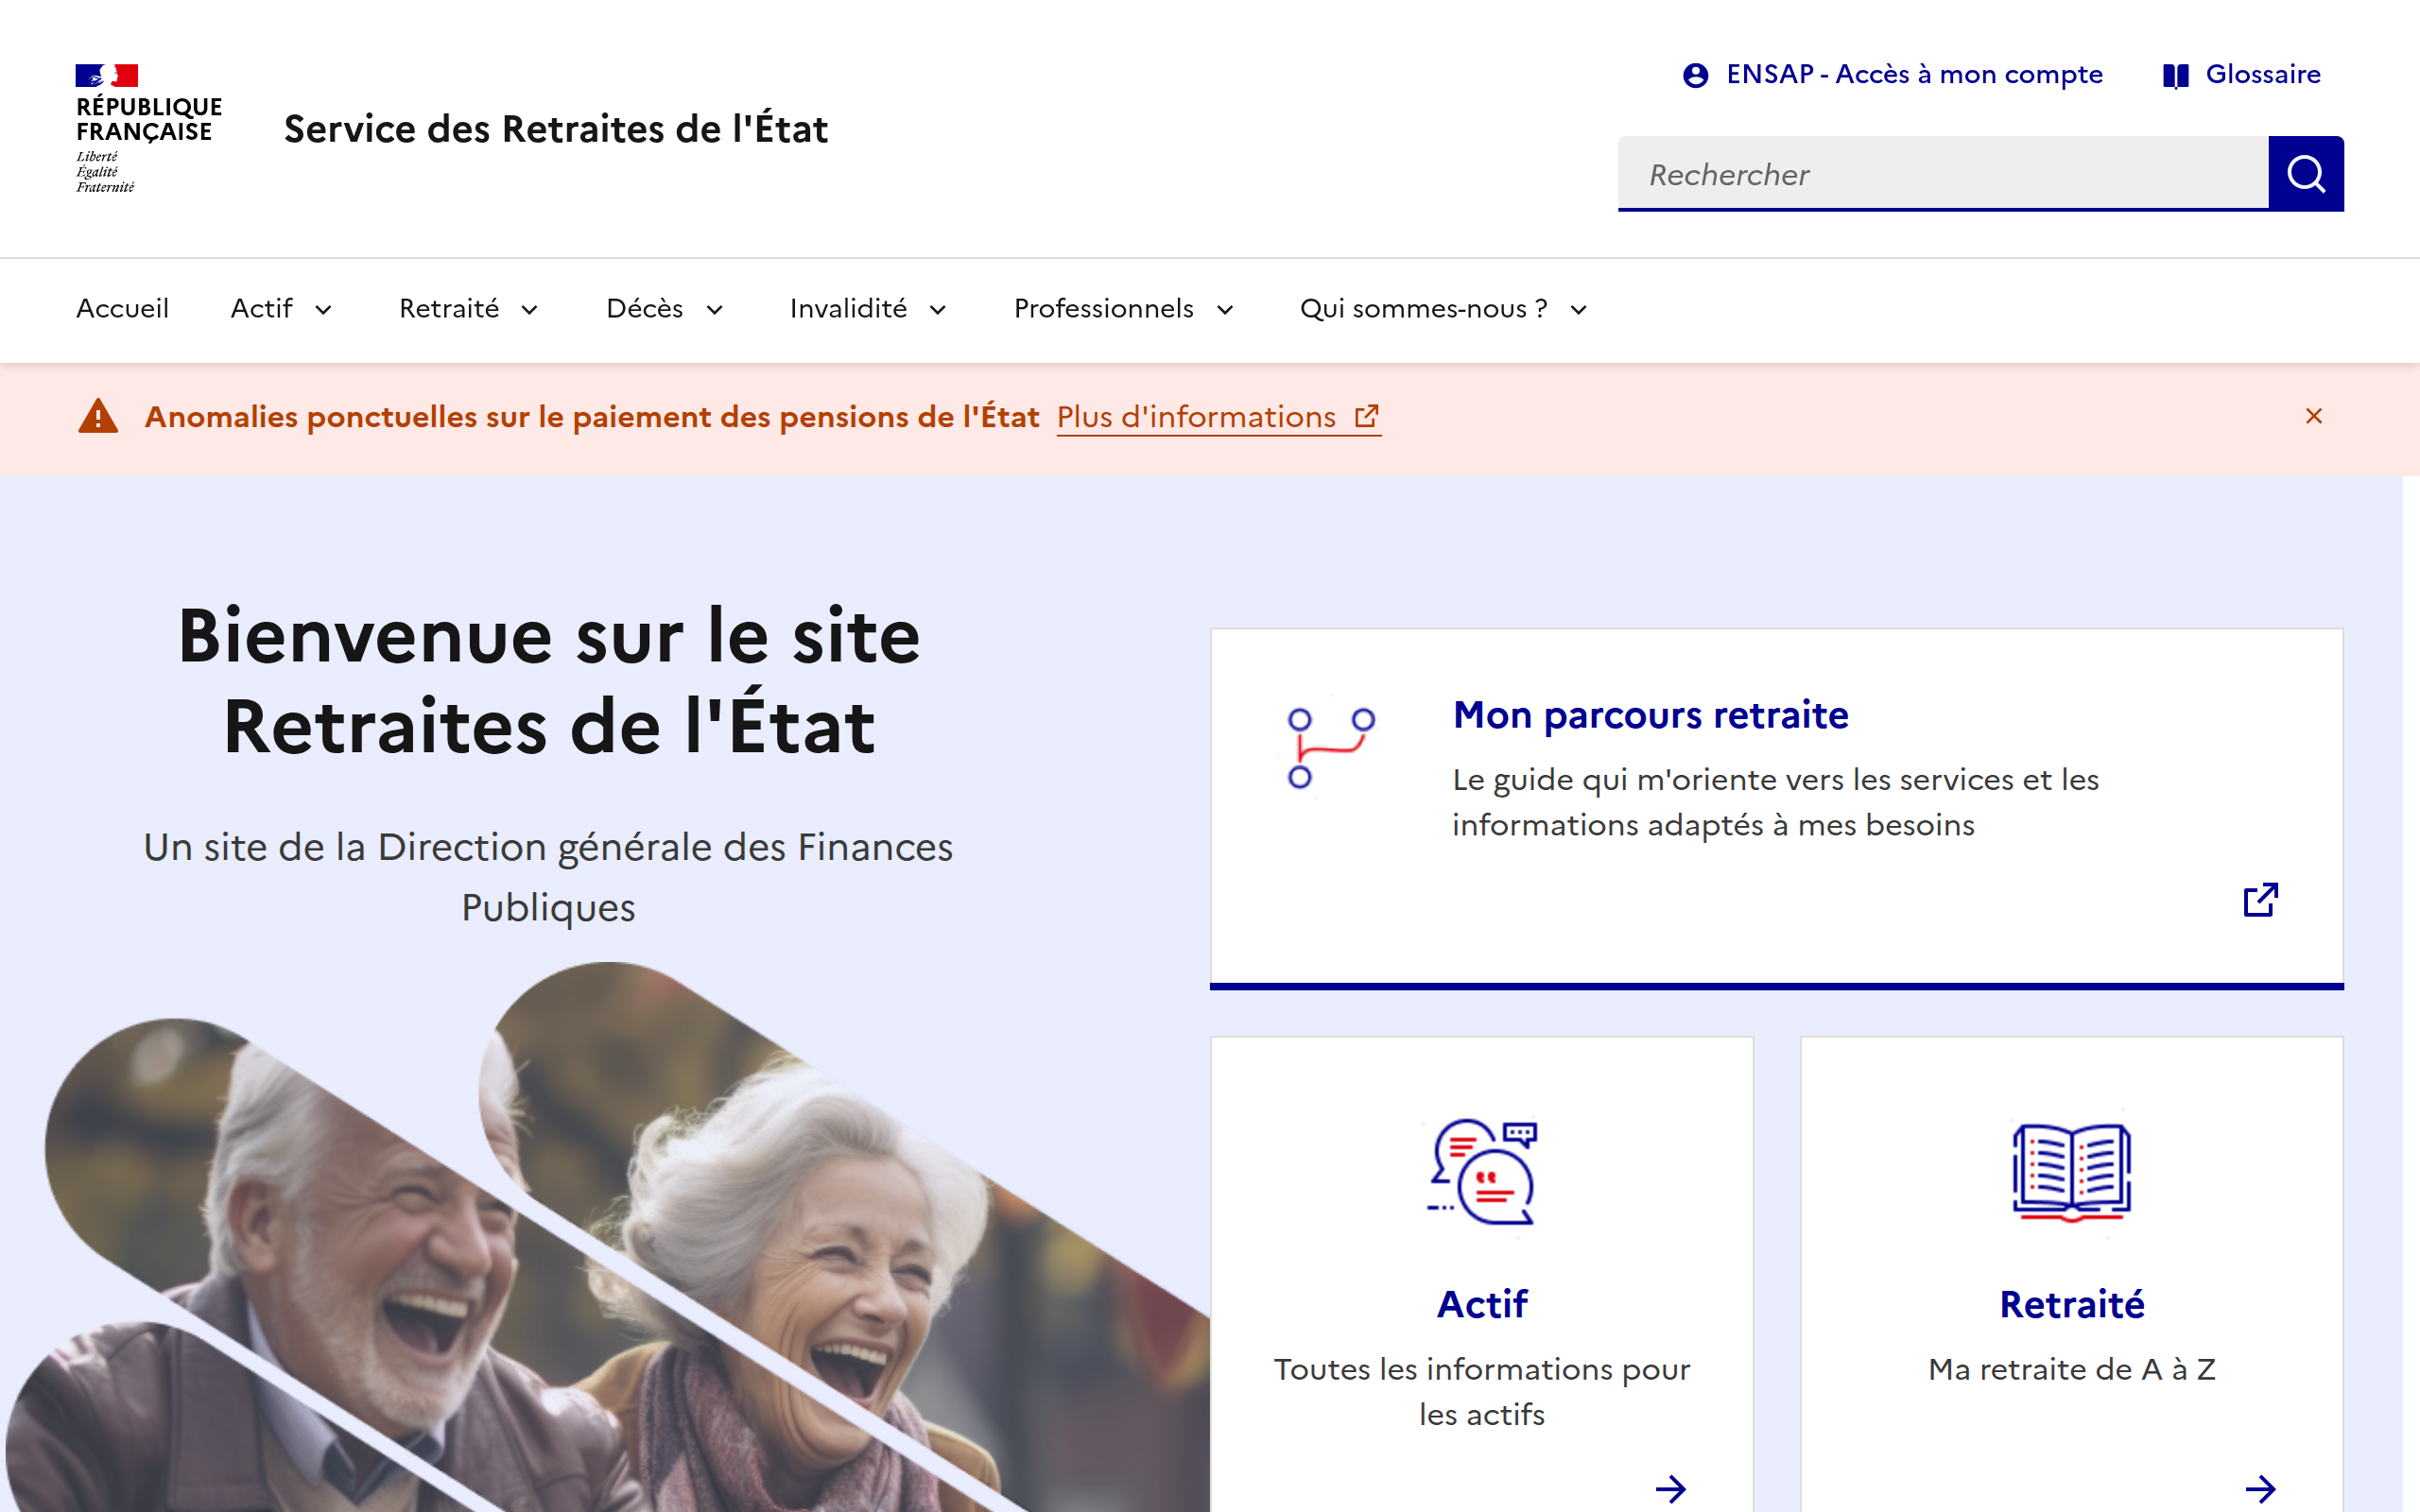 RÉPUBLIQUE
FRANÇAISE
Liberté
Égalité
Fraternité
Service des Retraites de l'État
ENSAP - Accès à mon compte Glossaire
Rechercher
Accueil Actif Retraité Décès Invalidité Professionnels Qui sommes-nous ?
Anomalies ponctuelles sur le paiement des pensions de l'État Plus d'informations
Bienvenue sur le site
Retraites de l'État
Un site de la Direction générale des Finances
Publiques
Mon parcours retraite
Le guide qui m'oriente vers les services et les
informations adaptés à mes besoins
Actif
Toutes les informations pour
les actifs
Retraité
Ma retraite de A à Z